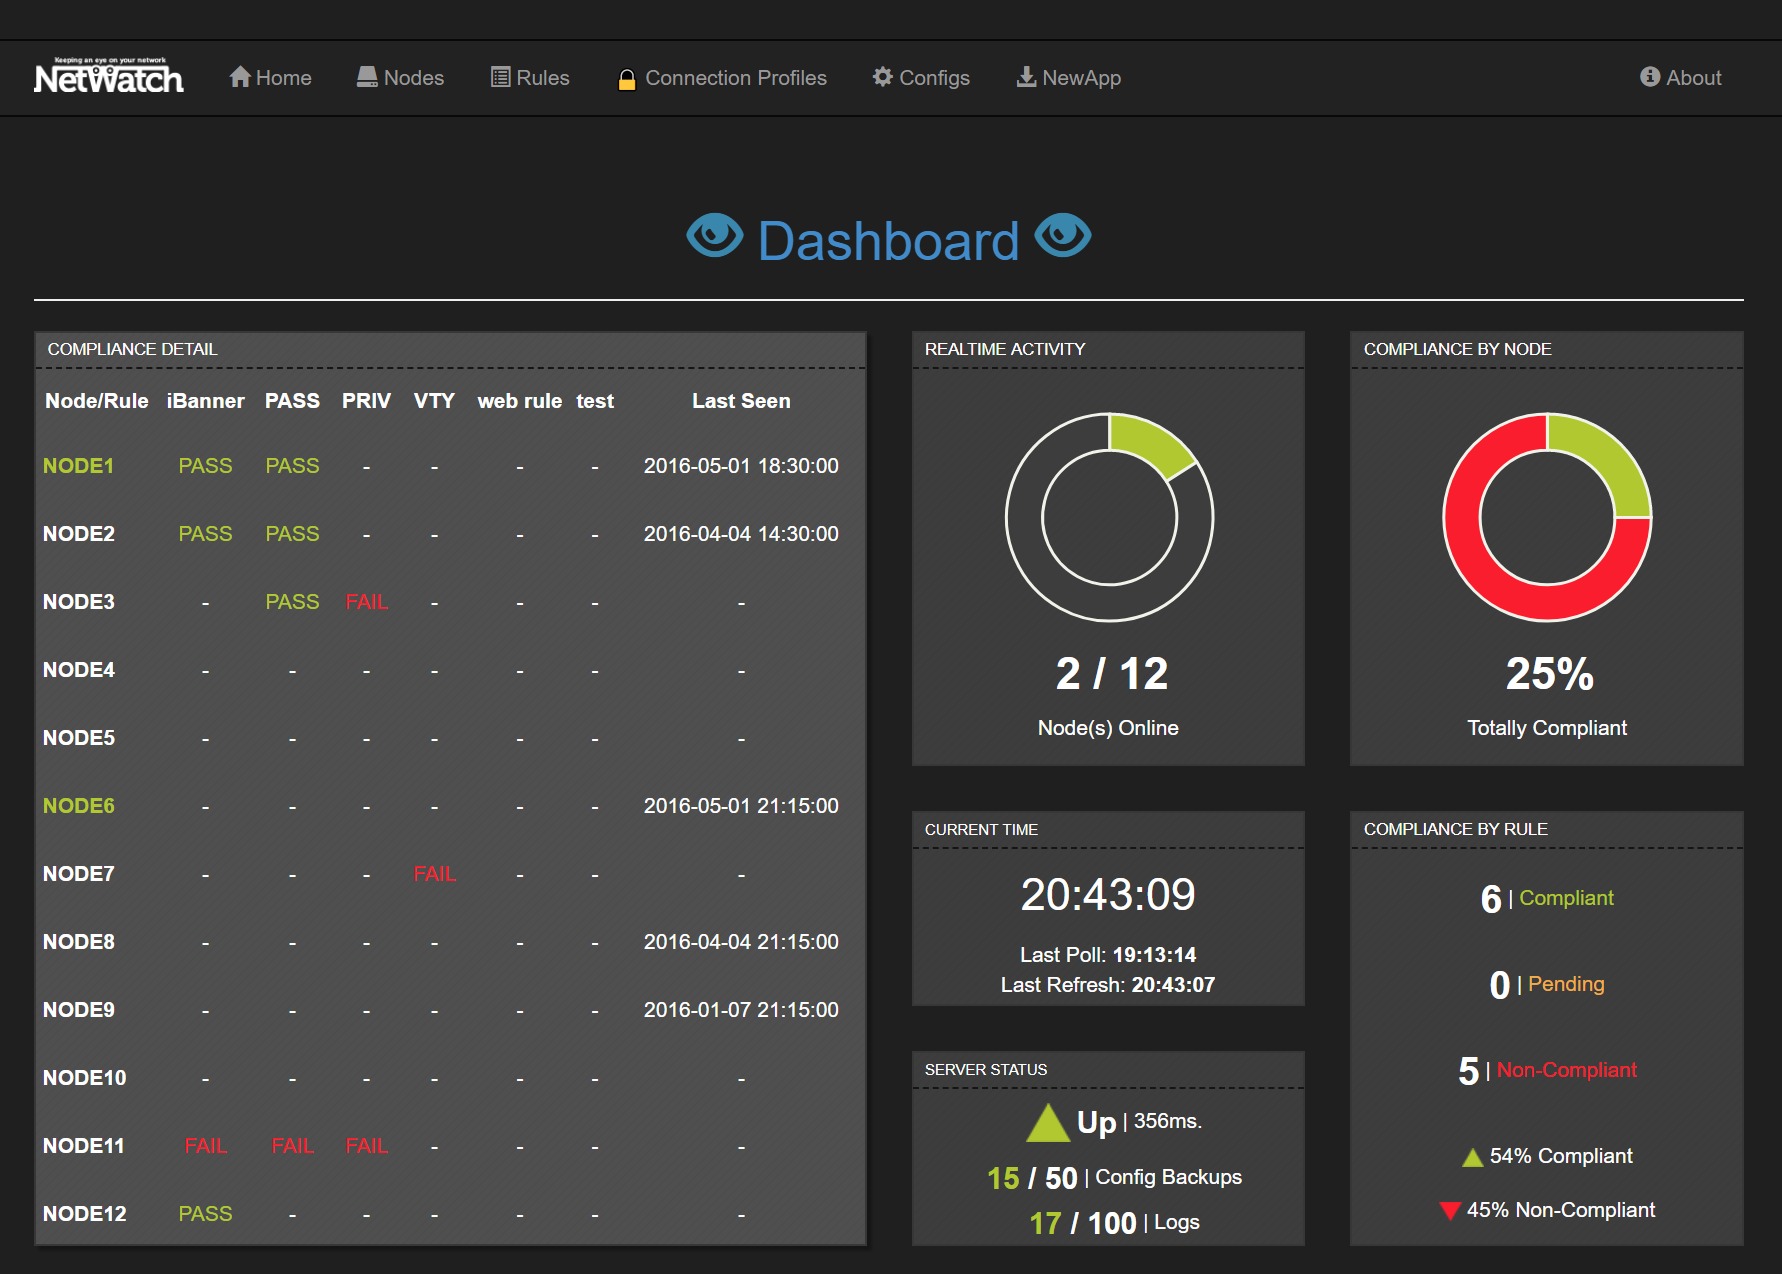 Keeping an eye on your network
NetWatch
Home
Nodes
Rules
Connection Profiles
Configs
NewApp
About
Dashboard
COMPLIANCE DETAIL
Node/Rule iBanner PASS PRIV VTY web rule test Last Seen
NODE1 PASS PASS - - - - 2016-05-01 18:30:00
NODE2 PASS PASS - - - - 2016-04-04 14:30:00
NODE3 - PASS FAIL - - - -
NODE4 - - - - - - -
NODE5 - - - - - - -
NODE6 - - - - - - 2016-05-01 21:15:00
NODE7 - - - FAIL - - -
NODE8 - - - - - - 2016-04-04 21:15:00
NODE9 - - - - - - 2016-01-07 21:15:00
NODE10 - - - - - - -
NODE11 FAIL FAIL FAIL - - - -
NODE12 PASS - - - - - -
REALTIME ACTIVITY
2 / 12
Node(s) Online
COMPLIANCE BY NODE
25%
Totally Compliant
CURRENT TIME
20:43:09
Last Poll: 19:13:14
Last Refresh: 20:43:07
SERVER STATUS
Up | 356ms.
15 / 50 | Config Backups
17 / 100 | Logs
COMPLIANCE BY RULE
6 | Compliant
0 | Pending
5 | Non-Compliant
54% Compliant
45% Non-Compliant